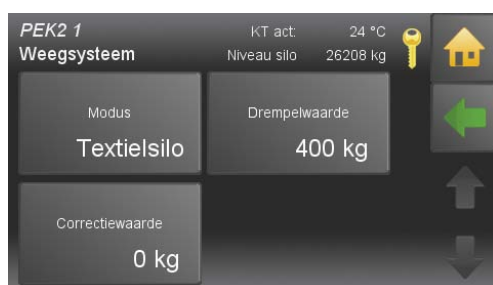 PEK2 1 KT act: 24 °C
Weegsysteem Niveau silo 26208 kg
Modus
Textielsilo
Drempelwaarde
400 kg
Correctiewaarde
0 kg